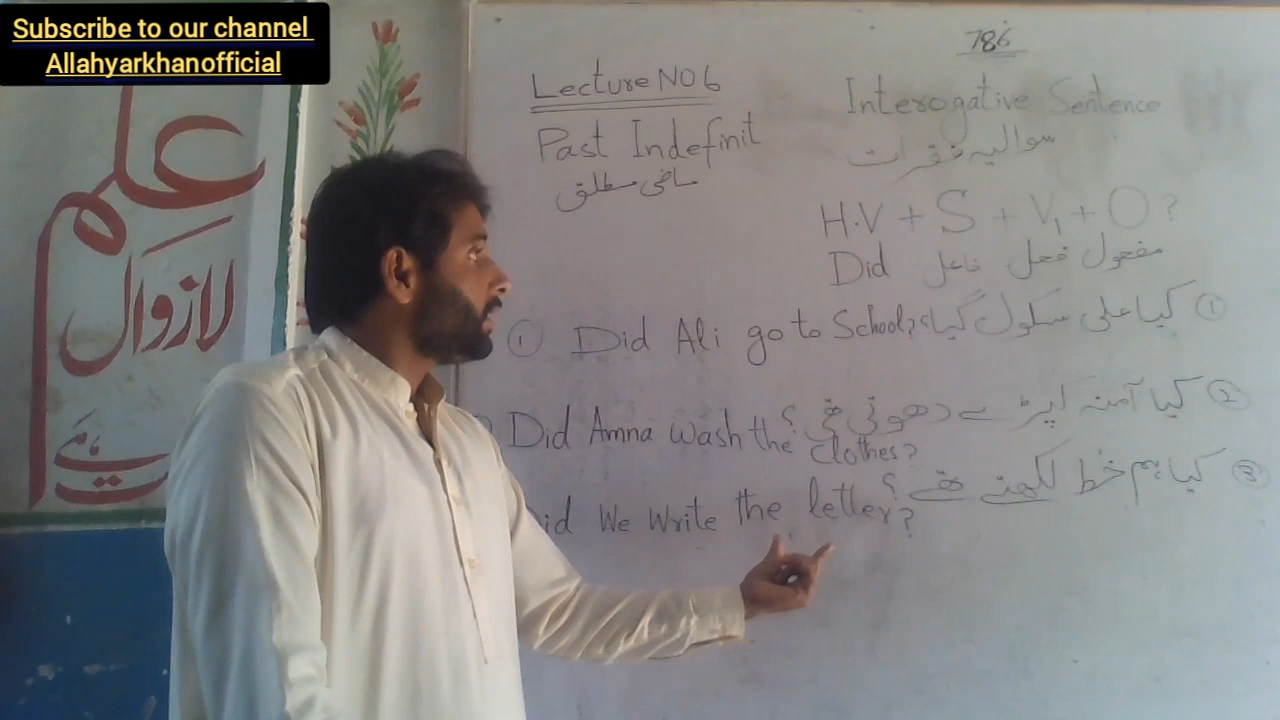 Subscribe to our channel
Allahyarkhanofficial
علم
لازوال
ہے
786
Lecture NO 6
Interogative Sentence
Past Indefinit
سوالیہ فقرات
ماضی مطلق
H.V + S + V1 + O ?
Did فاعل فعل مفعول
① Did Ali go to School? کیا علی سکول گیا؟ ①
Did Amna wash the clothes? کیا آمنہ کپڑے دھوتی تھی؟ ②
Did We Write the letter? کیا ہم خط لکھتے تھے؟ ③